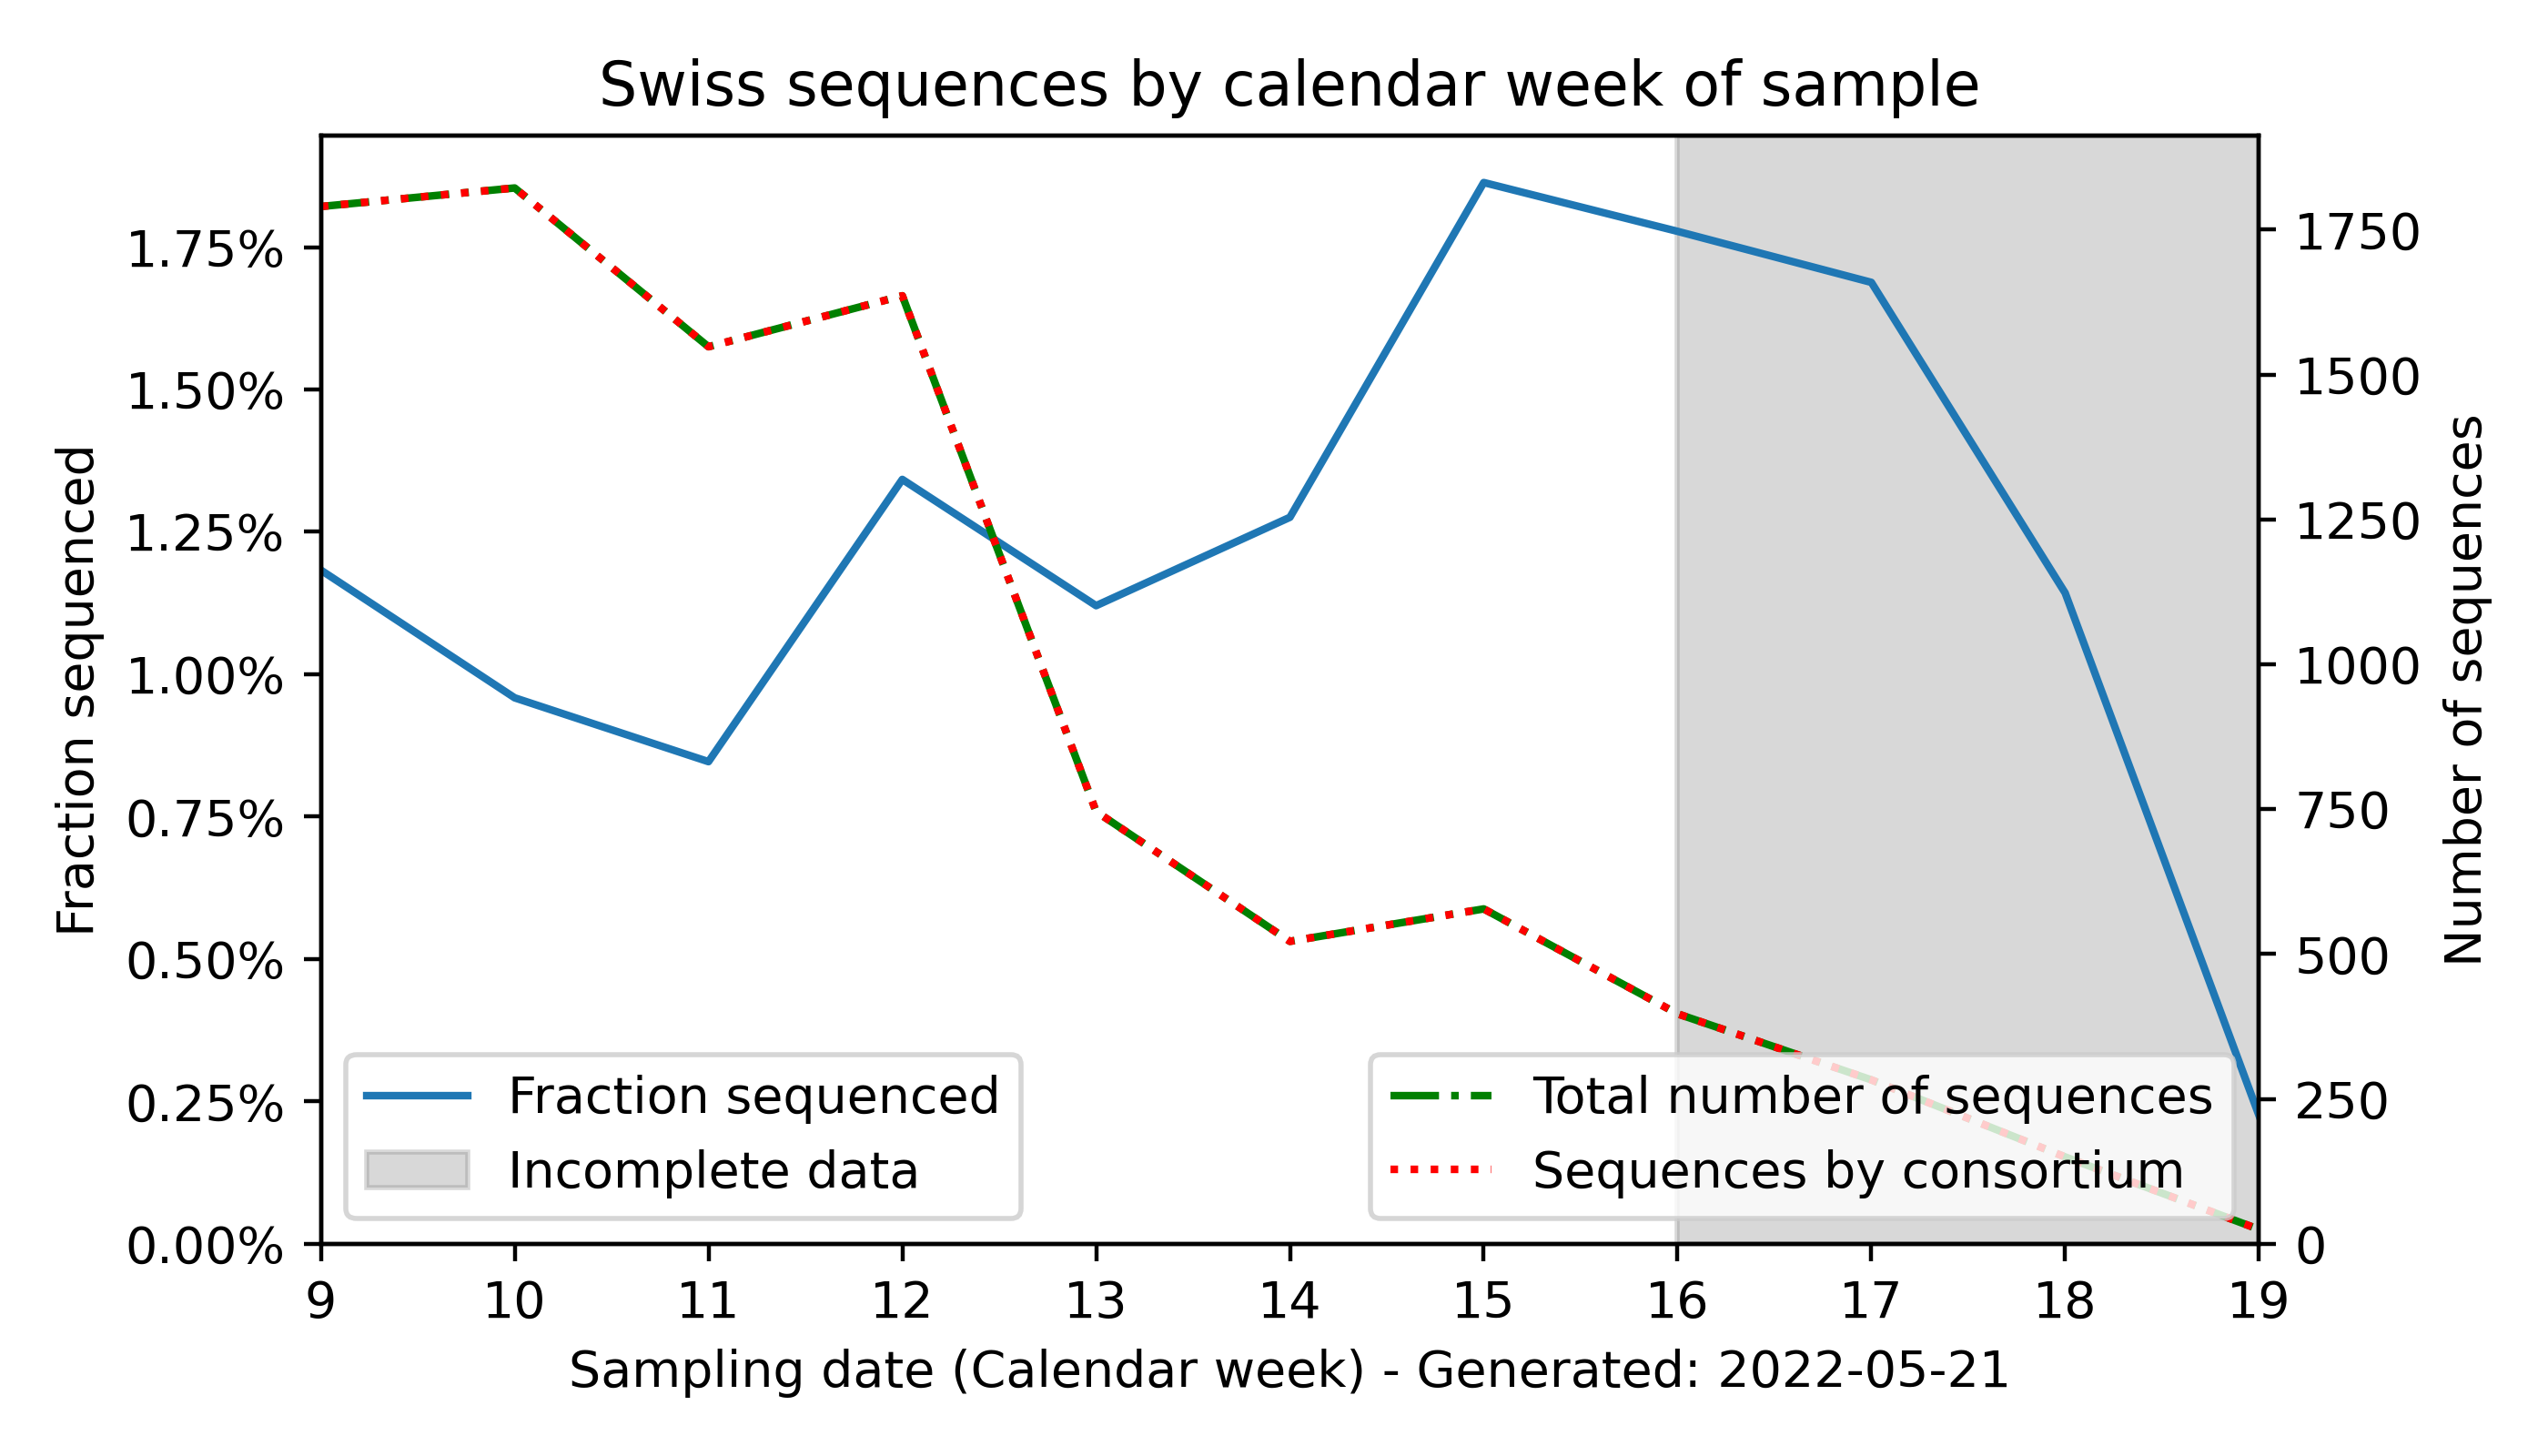 Swiss sequences by calendar week of sample
Fraction sequenced
1.75%
1.50%
1.25%
1.00%
0.75%
0.50%
0.25%
0.00%
1750
1500
1250
1000
750
500
250
0
Number of sequences
Fraction sequenced
Incomplete data
Total number of sequences
Sequences by consortium
9 10 11 12 13 14 15 16 17 18 19
Sampling date (Calendar week) - Generated: 2022-05-21